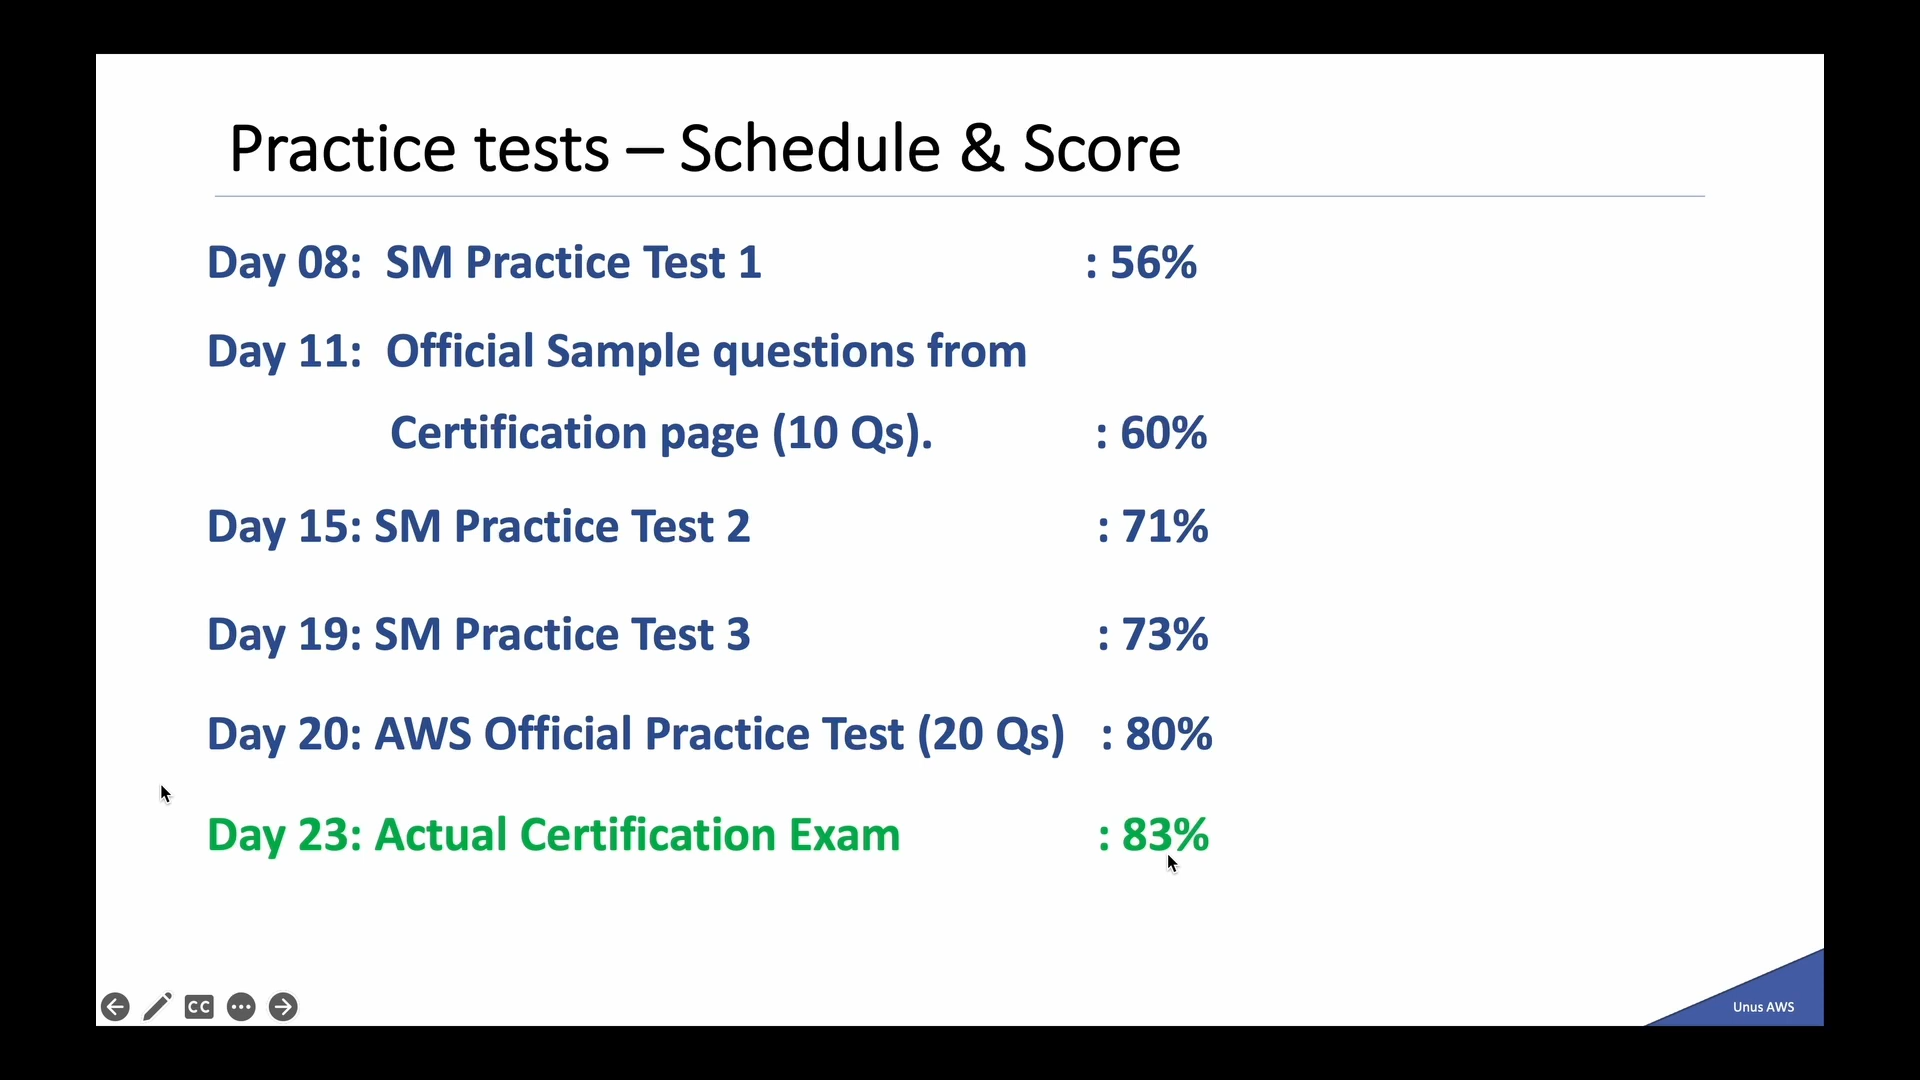 Practice tests – Schedule & Score
Day 08: SM Practice Test 1 : 56%
Day 11: Official Sample questions from
Certification page (10 Qs). : 60%
Day 15: SM Practice Test 2 : 71%
Day 19: SM Practice Test 3 : 73%
Day 20: AWS Official Practice Test (20 Qs) : 80%
Day 23: Actual Certification Exam : 83%
CC
Unus AWS